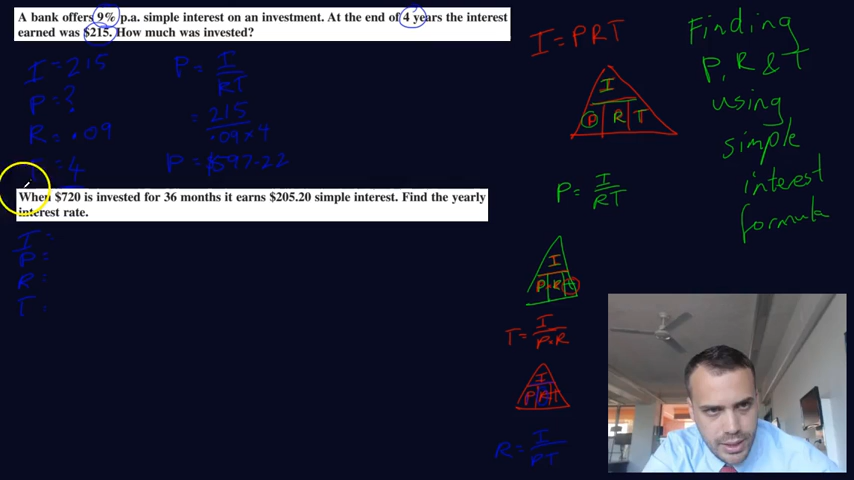 A bank offers 9% p.a. simple interest on an investment. At the end of 4 years the interest
earned was $215. How much was invested?
I = 215
P = ?
R = .09
T = 4
P = I
RT
= 215
.09 × 4
P = $597.22
When $720 is invested for 36 months it earns $205.20 simple interest. Find the yearly
interest rate.
I =
P =
R =
T =
I = PRT
I
P R T
P = I
RT
I
P R T
T = I
P.R
I
P R T
R = I
PT
Finding
P, R & T
using
simple
interest
formula